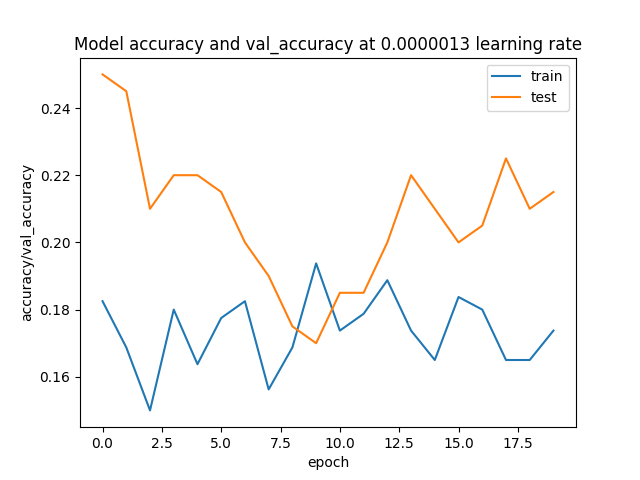 Model accuracy and val_accuracy at 0.0000013 learning rate
train
test
accuracy/val_accuracy
0.24
0.22
0.20
0.18
0.16
0.0 2.5 5.0 7.5 10.0 12.5 15.0 17.5
epoch